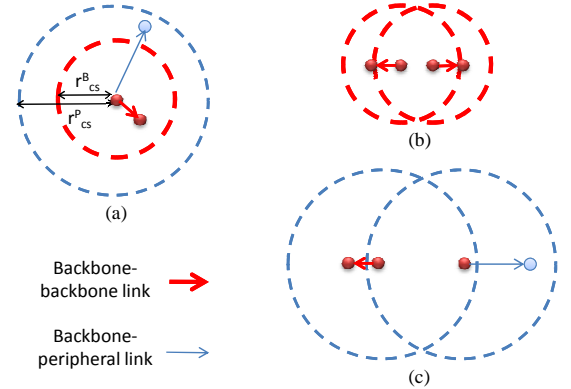 r^B_cs
r^P_cs
(a)
(b)
Backbone-
backbone link
Backbone-
peripheral link
(c)